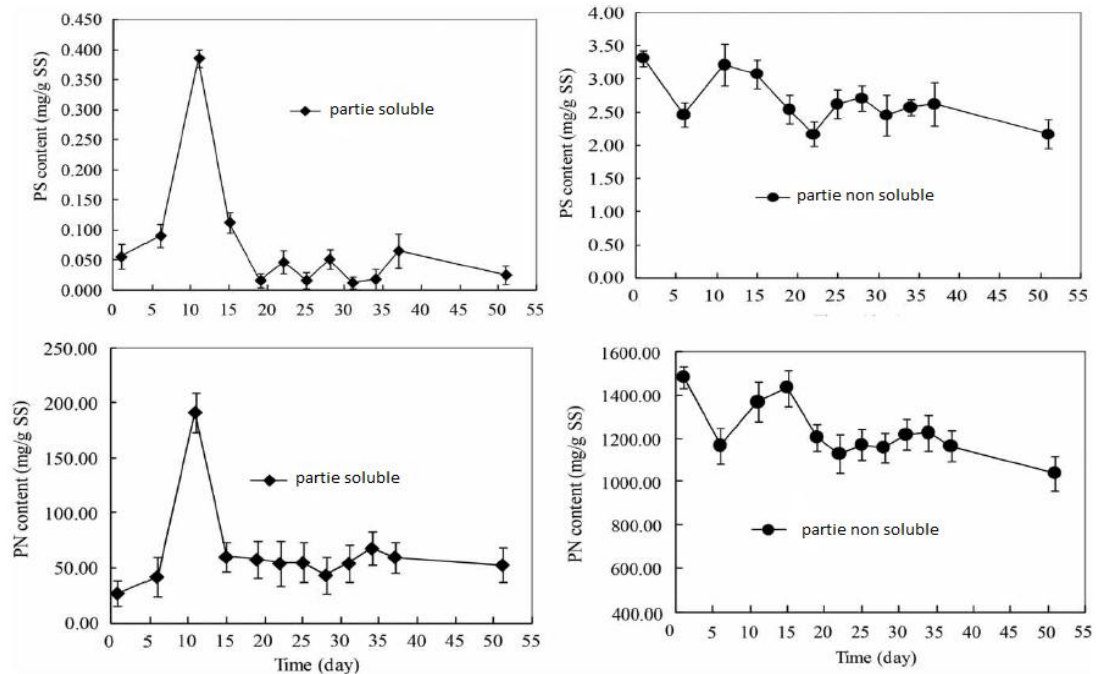 PS content (mg/g SS)
0.450
0.400
0.350
0.300
0.250
0.200
0.150
0.100
0.050
0.000
partie soluble
0 5 10 15 20 25 30 35 40 45 50 55
PS content (mg/g SS)
4.00
3.50
3.00
2.50
2.00
1.50
1.00
0.50
0.00
partie non soluble
0 5 10 15 20 25 30 35 40 45 50 55
PN content (mg/g SS)
250.00
200.00
150.00
100.00
50.00
0.00
partie soluble
0 5 10 15 20 25 30 35 40 45 50 55
Time (day)
PN content (mg/g SS)
1600.00
1400.00
1200.00
1000.00
800.00
600.00
400.00
partie non soluble
0 5 10 15 20 25 30 35 40 45 50 55
Time (day)